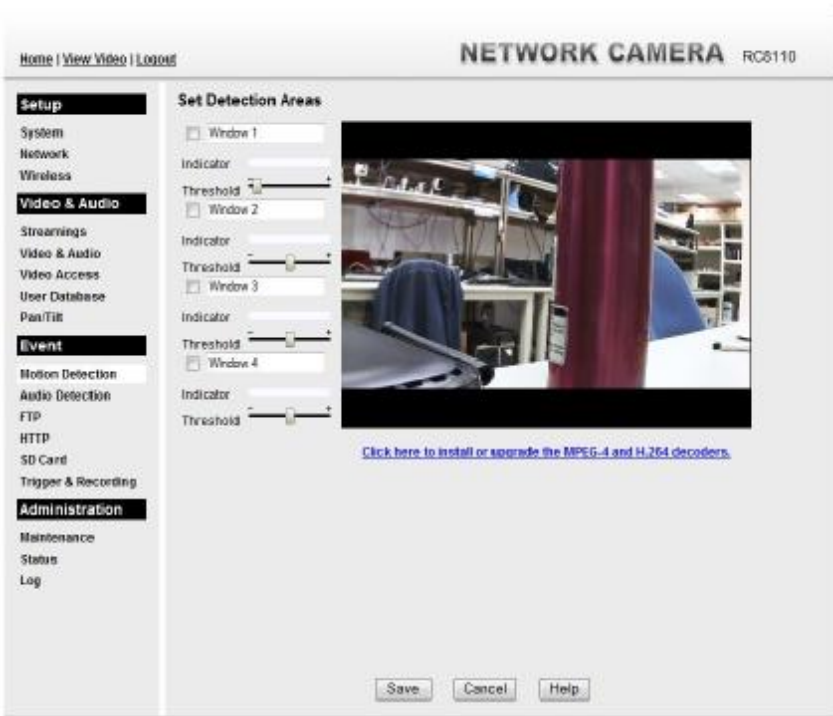 Home | View Video | Logout
NETWORK CAMERA RC8110
Setup
System
Network
Wireless
Video & Audio
Streamings
Video & Audio
Video Access
User Database
Pan/Tilt
Event
Motion Detection
Audio Detection
FTP
HTTP
SD Card
Trigger & Recording
Administration
Maintenance
Status
Log
Set Detection Areas
Window 1
Indicator
Threshold - +
Window 2
Indicator
Threshold - +
Window 3
Indicator
Threshold - +
Window 4
Indicator
Threshold - +
Click here to install or upgrade the MPEG-4 and H.264 decoders.
Save Cancel Help